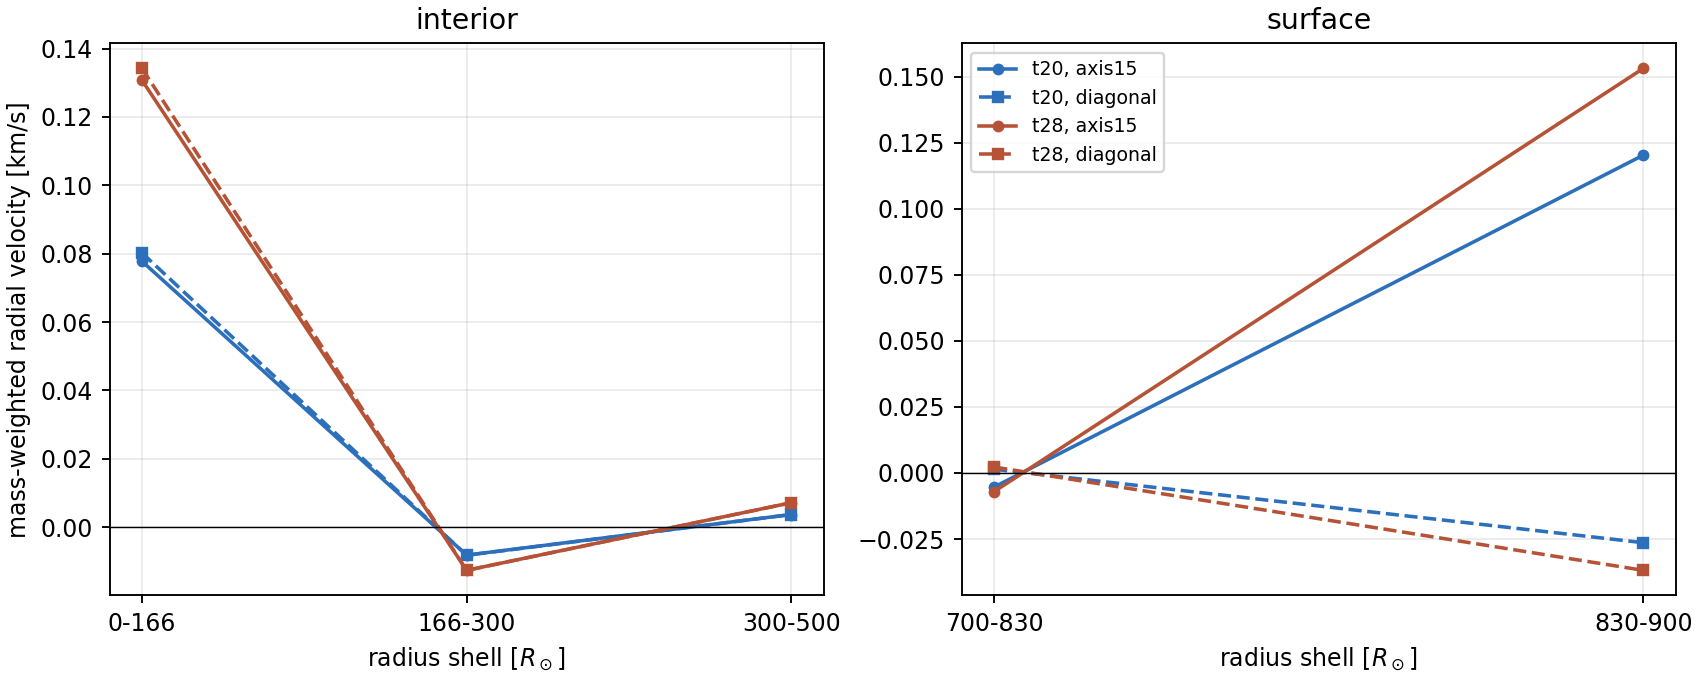 interior
mass-weighted radial velocity [km/s]
0.14
0.12
0.10
0.08
0.06
0.04
0.02
0.00
0-166
166-300
300-500
radius shell [R⊙]
surface
t20, axis15
t20, diagonal
t28, axis15
t28, diagonal
0.150
0.125
0.100
0.075
0.050
0.025
0.000
−0.025
700-830
830-900
radius shell [R⊙]